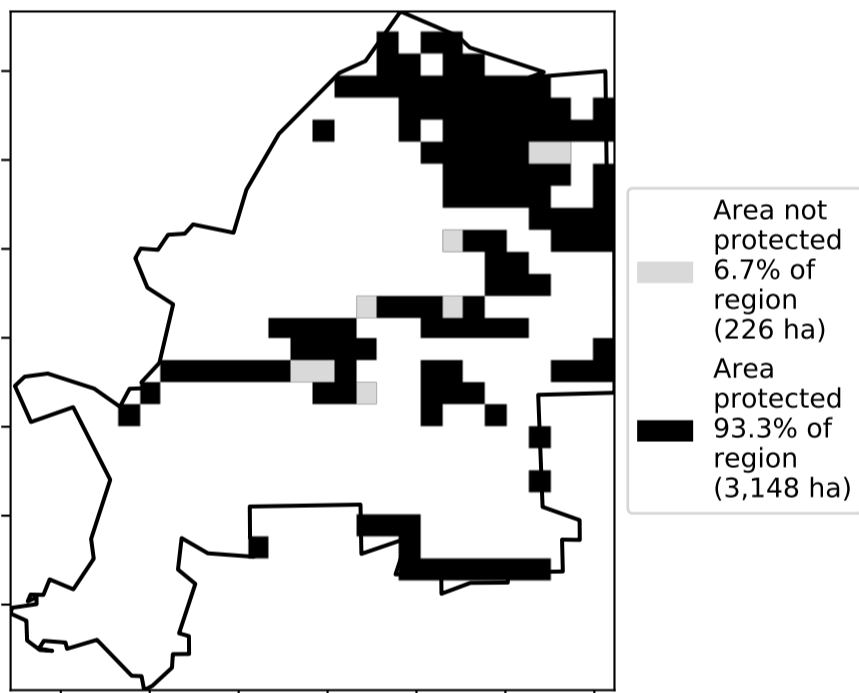 Area not
protected
6.7% of
region
(226 ha)
Area
protected
93.3% of
region
(3,148 ha)